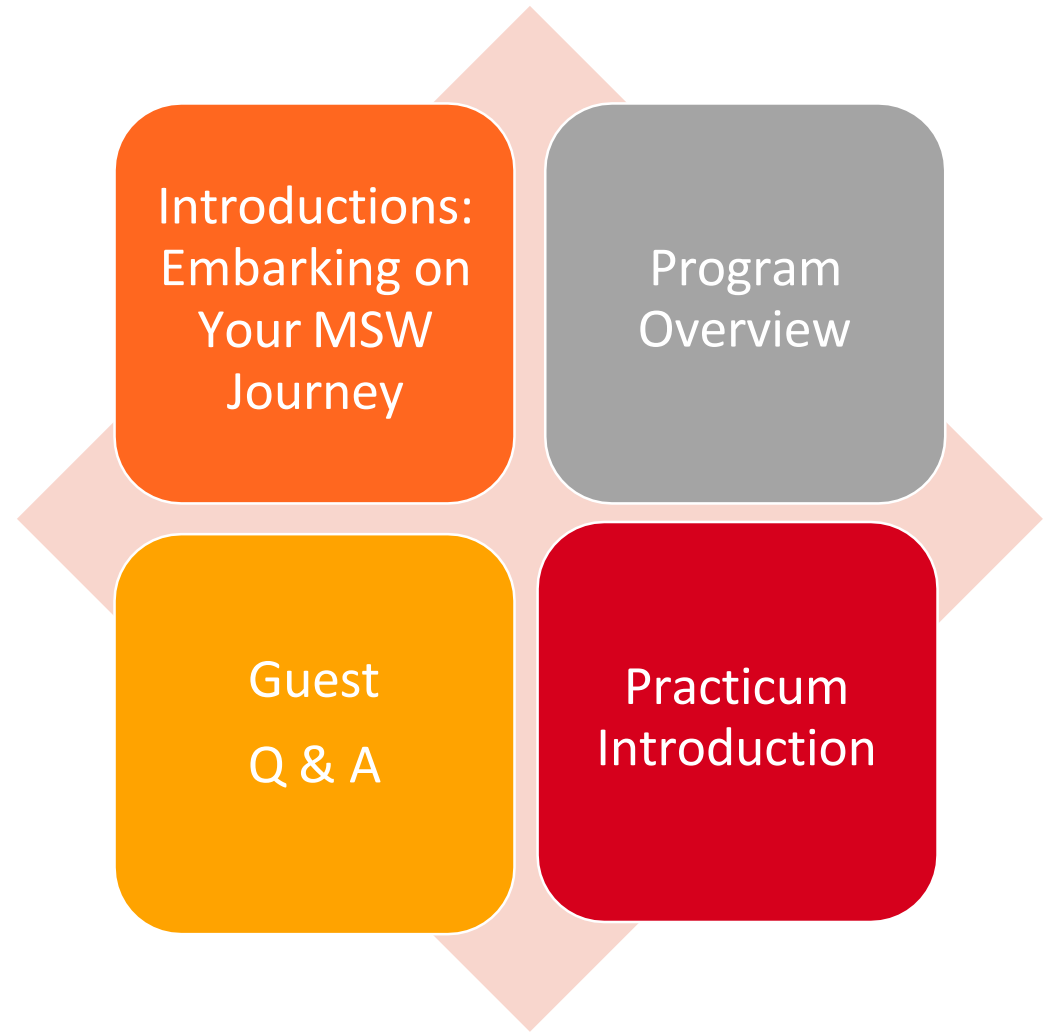 Introductions:
Embarking on
Your MSW
Journey
Program
Overview
Guest
Q & A
Practicum
Introduction